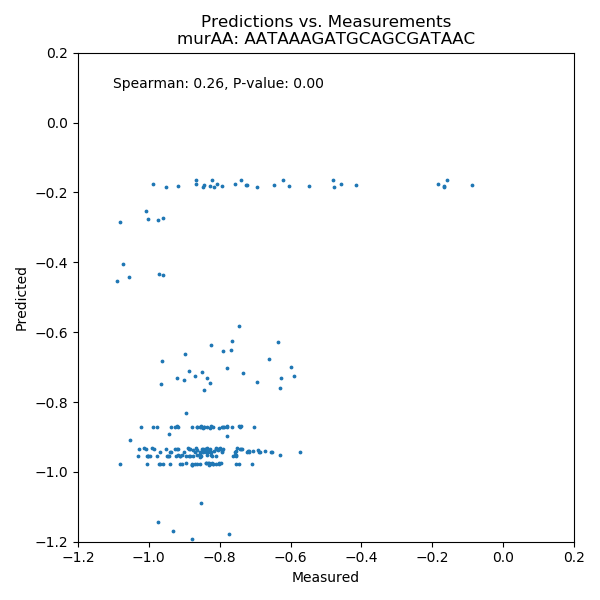 Predictions vs. Measurements
murAA: AATAAAGATGCAGCGATAAC
0.2
Spearman: 0.26, P-value: 0.00
0.0
−0.2
−0.4
Predicted
−0.6
−0.8
−1.0
−1.2
−1.2 −1.0 −0.8 −0.6 −0.4 −0.2 0.0 0.2
Measured